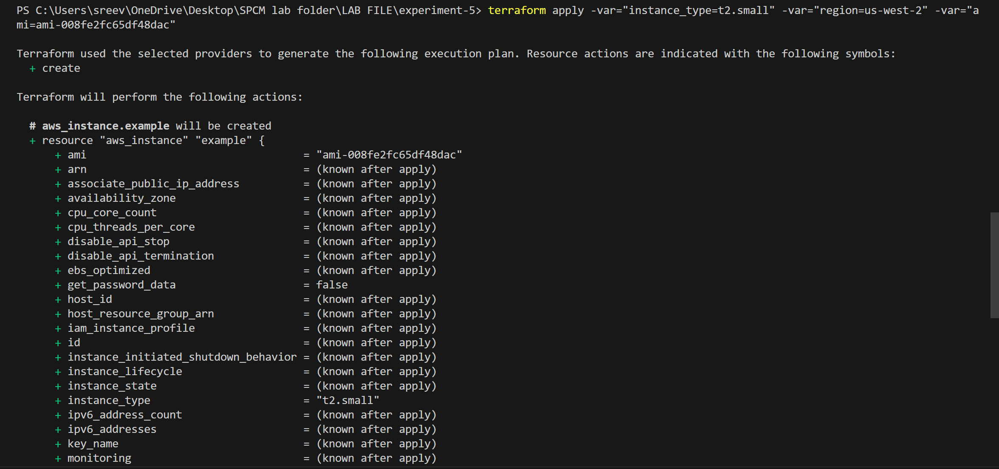 PS C:\Users\sreev\OneDrive\Desktop\SPCM lab folder\LAB FILE\experiment-5> terraform apply -var="instance_type=t2.small" -var="region=us-west-2" -var="a
mi=ami-008fe2fc65df48dac"
Terraform used the selected providers to generate the following execution plan. Resource actions are indicated with the following symbols:
  + create
Terraform will perform the following actions:
  # aws_instance.example will be created
  + resource "aws_instance" "example" {
      + ami                                  = "ami-008fe2fc65df48dac"
      + arn                                  = (known after apply)
      + associate_public_ip_address          = (known after apply)
      + availability_zone                    = (known after apply)
      + cpu_core_count                       = (known after apply)
      + cpu_threads_per_core                 = (known after apply)
      + disable_api_stop                     = (known after apply)
      + disable_api_termination              = (known after apply)
      + ebs_optimized                        = (known after apply)
      + get_password_data                    = false
      + host_id                              = (known after apply)
      + host_resource_group_arn              = (known after apply)
      + iam_instance_profile                 = (known after apply)
      + id                                   = (known after apply)
      + instance_initiated_shutdown_behavior = (known after apply)
      + instance_lifecycle                   = (known after apply)
      + instance_state                       = (known after apply)
      + instance_type                        = "t2.small"
      + ipv6_address_count                   = (known after apply)
      + ipv6_addresses                       = (known after apply)
      + key_name                             = (known after apply)
      + monitoring                           = (known after apply)